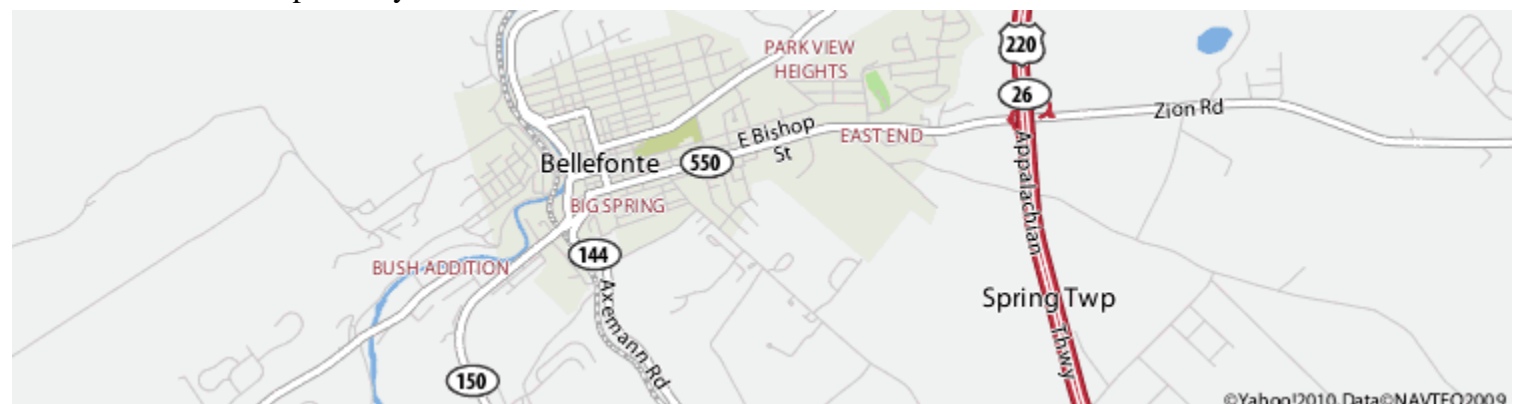 PARK VIEW
HEIGHTS
220
26
Zion Rd
E Bishop
St
EAST END
Bellefonte
550
BIG SPRING
Appalachian
Thwy
144
BUSH ADDITION
Axemann Rd
Spring Twp
150
©Yahoo!2010, Data©NAVTEQ2009